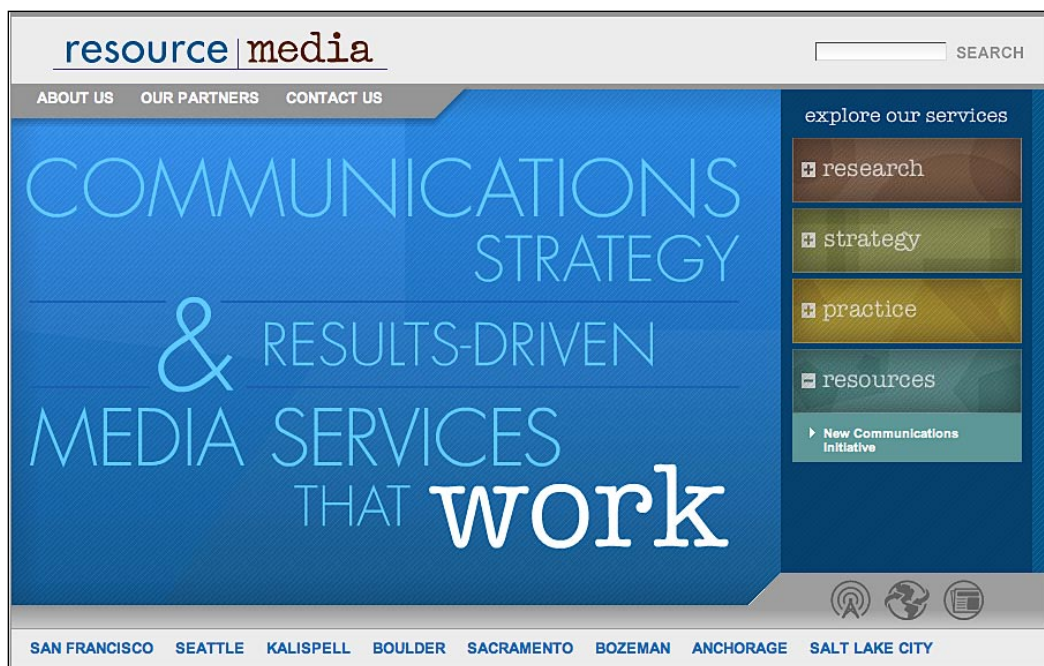 resource | media
SEARCH
ABOUT US OUR PARTNERS CONTACT US
COMMUNICATIONS
STRATEGY
& RESULTS-DRIVEN
MEDIA SERVICES
THAT work
explore our services
research
strategy
practice
resources
New Communications
Initiative
SAN FRANCISCO SEATTLE KALISPELL BOULDER SACRAMENTO BOZEMAN ANCHORAGE SALT LAKE CITY